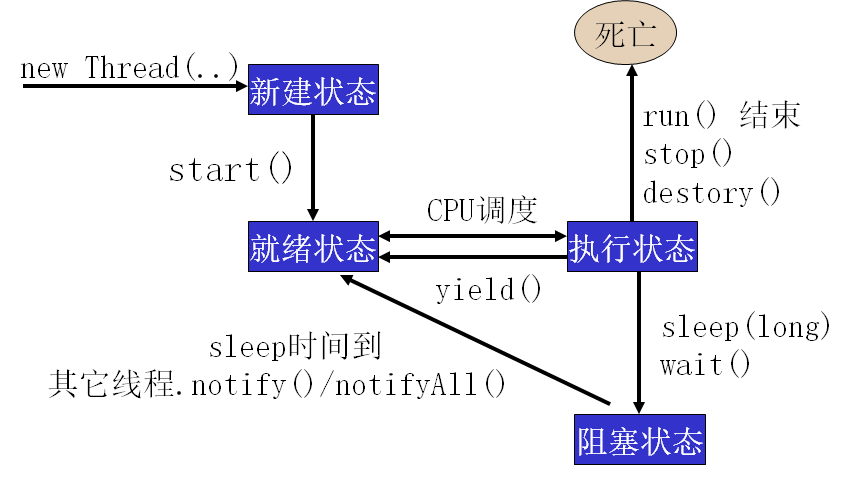 死亡
new Thread(..)
新建状态
run() 结束
stop()
destory()
start()
CPU调度
就绪状态
执行状态
yield()
sleep(long)
wait()
sleep时间到
其它线程.notify()/notifyAll()
阻塞状态